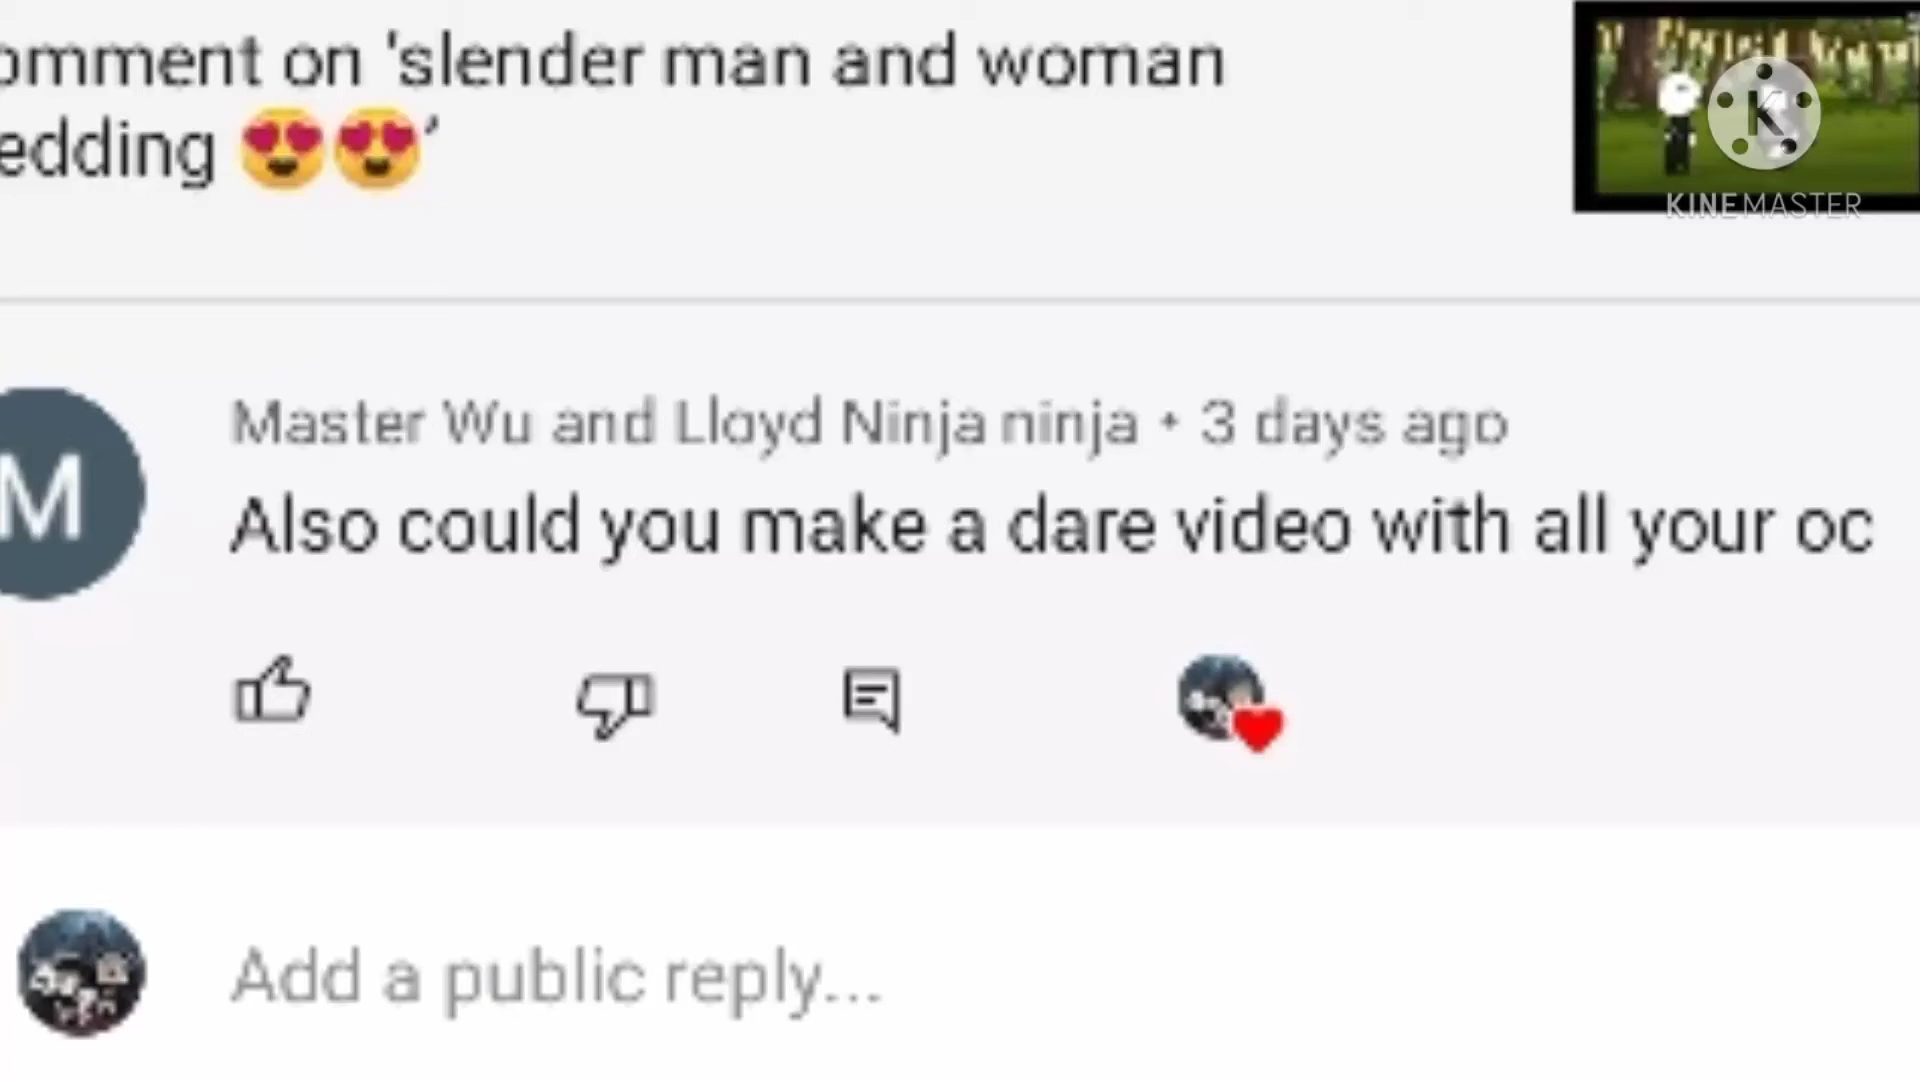 omment on 'slender man and woman
edding 😍😍'
K
KINEMASTER
M
Master Wu and Lloyd Ninja ninja • 3 days ago
Also could you make a dare video with all your oc
Add a public reply...